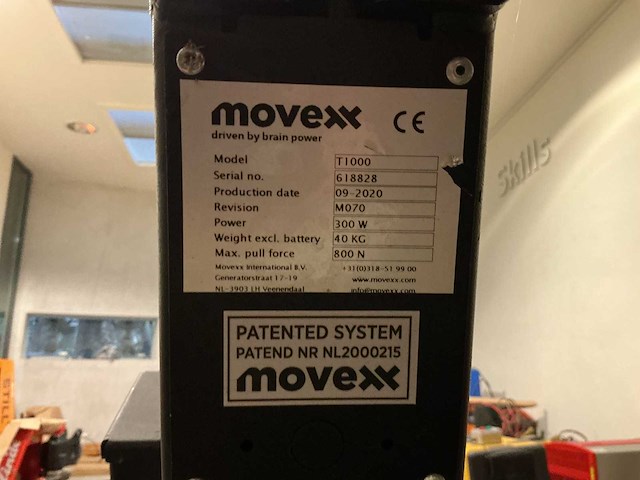 movexx CE
driven by brain power
Model T1000
Serial no. 618828
Production date 09-2020
Revision M070
Power 300 W
Weight excl. battery 40 KG
Max. pull force 800 N
Movexx International B.V. +31(0)318-51 99 00
Generatorstraat 17-19 www.movexx.com
NL-3903 LH Veenendaal info@movexx.com
PATENTED SYSTEM
PATEND NR NL2000215
movexx
Skills
STILL